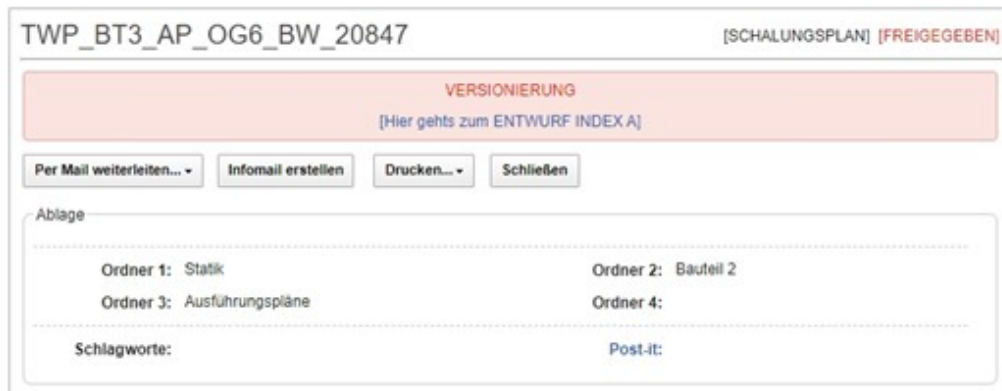 TWP_BT3_AP_OG6_BW_20847 [SCHALUNGSPLAN] [FREIGEGEBEN]
VERSIONIERUNG
[Hier gehts zum ENTWURF INDEX A]
Per Mail weiterleiten... Infomail erstellen Drucken... Schließen
Ablage
Ordner 1: Statik Ordner 2: Bauteil 2
Ordner 3: Ausführungspläne Ordner 4:
Schlagworte: Post-it: